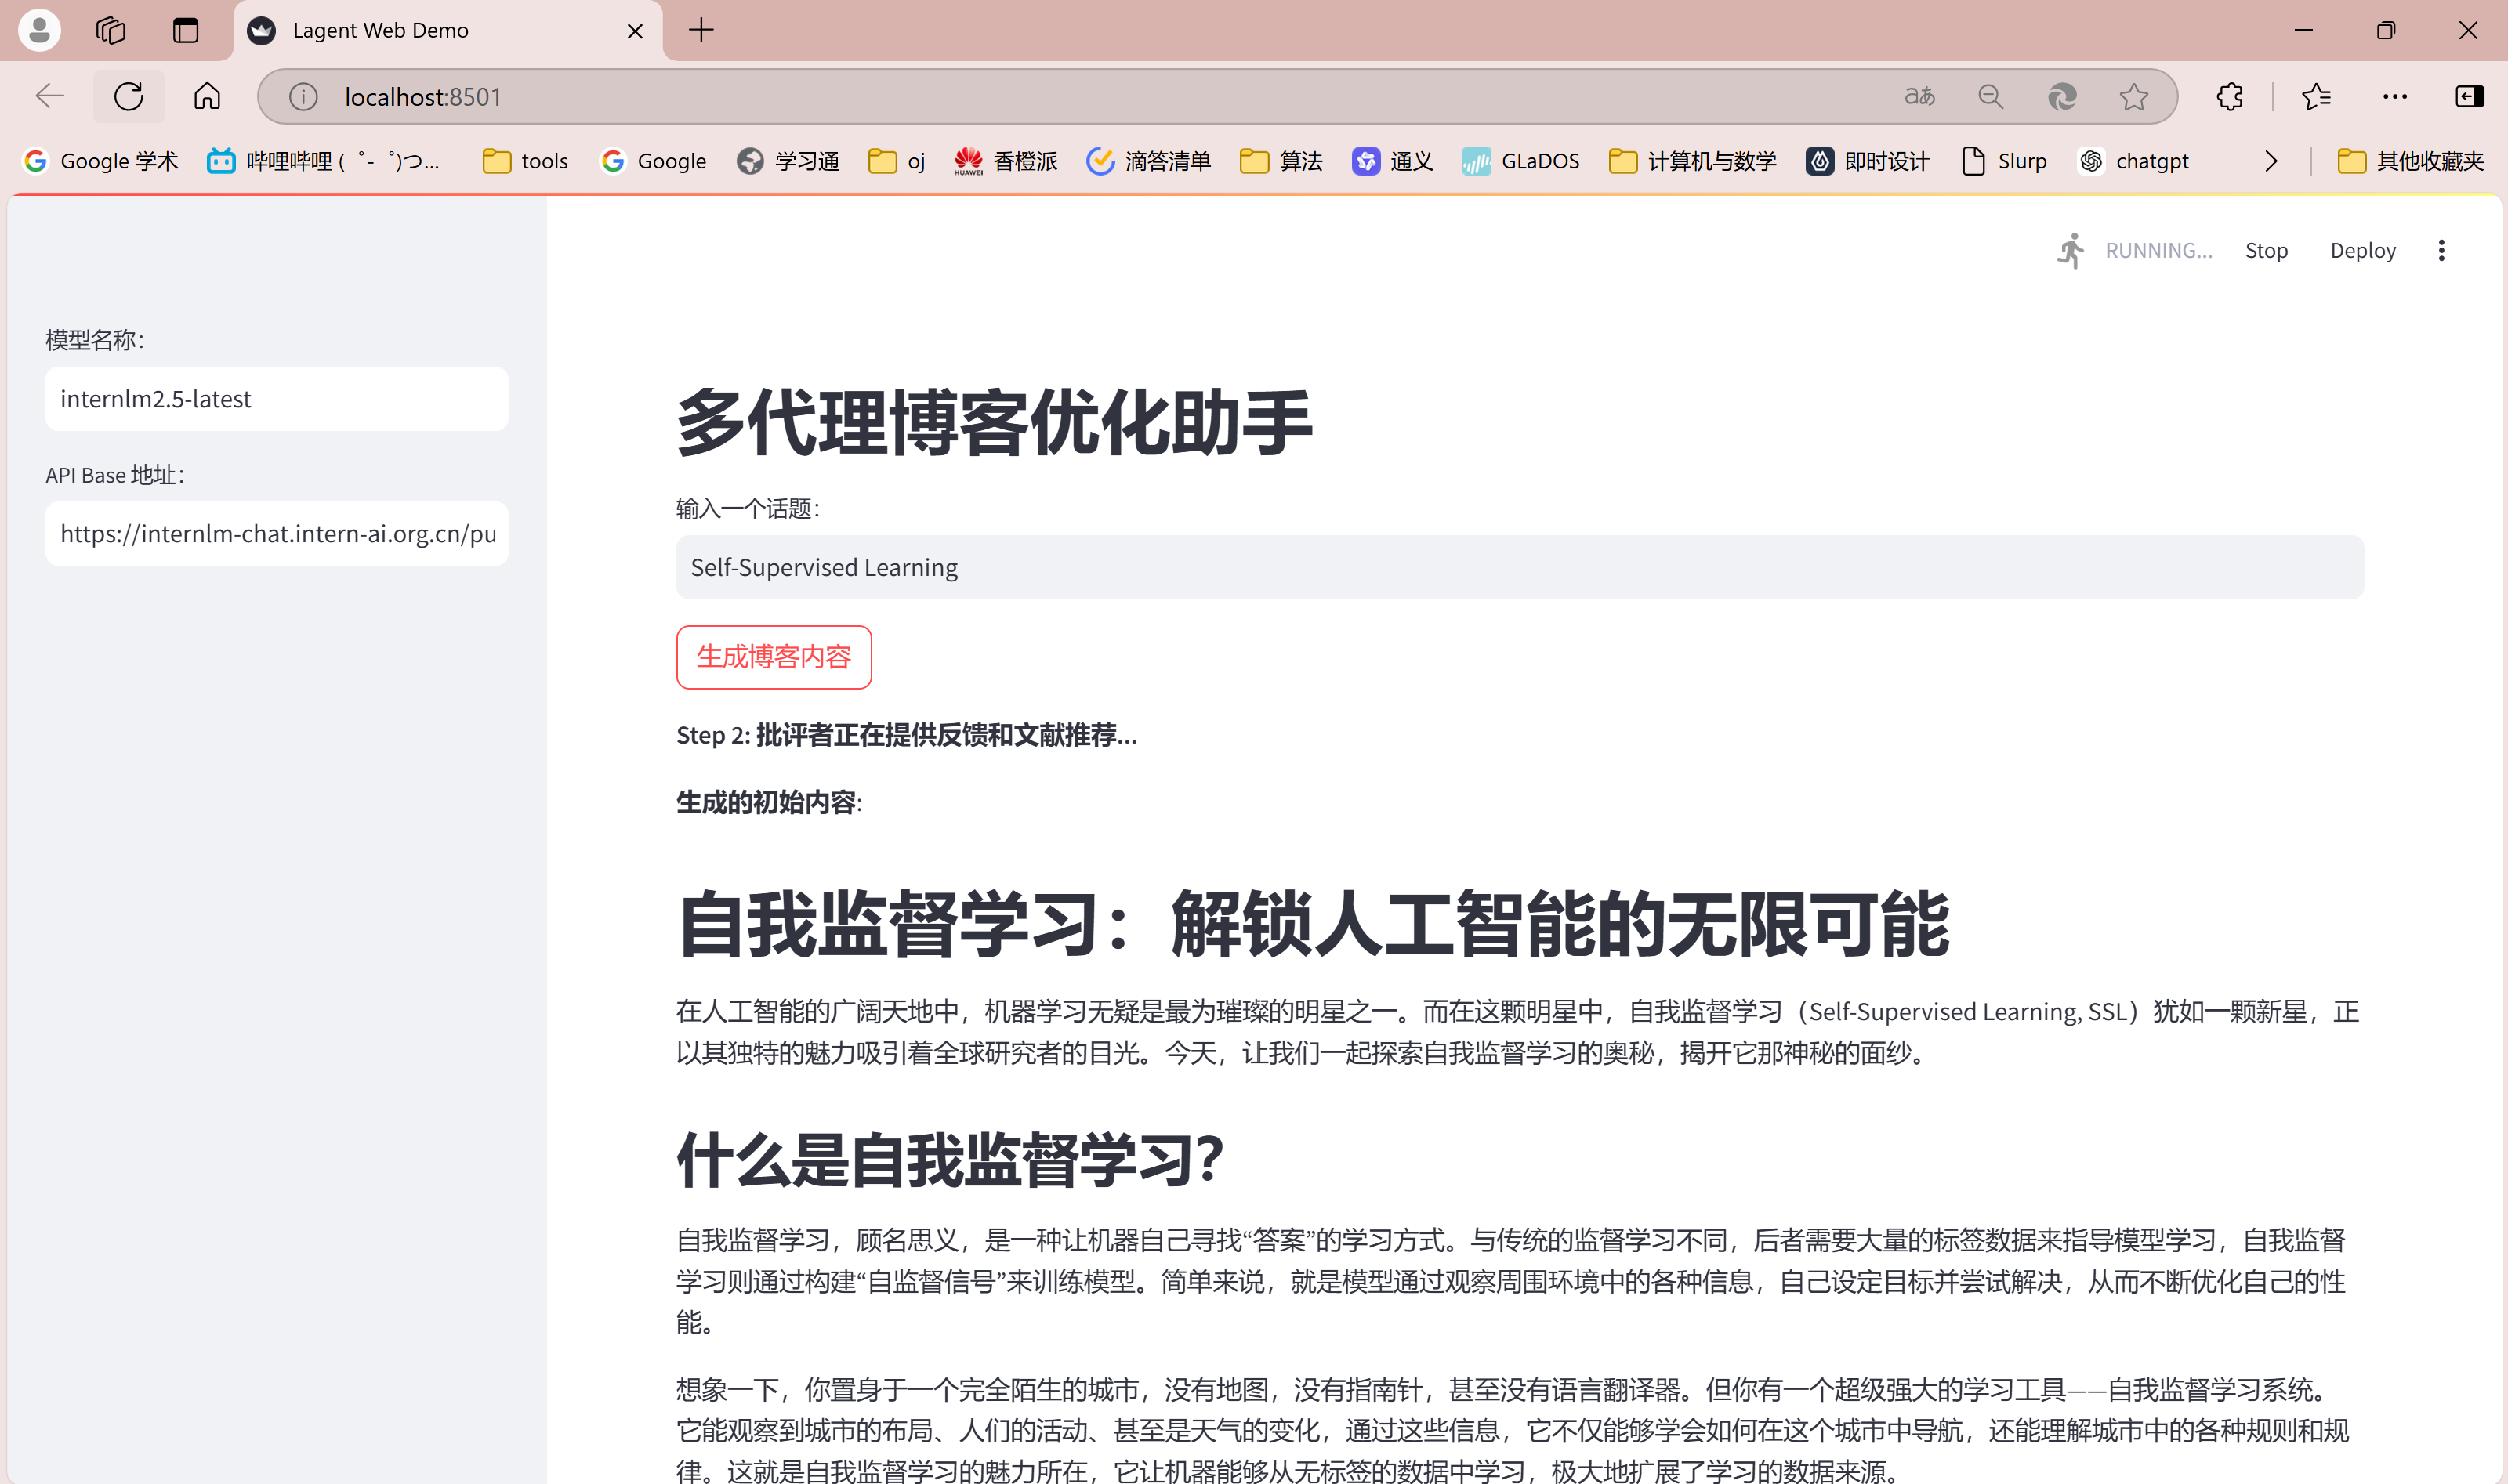 Lagent Web Demo
localhost:8501
Google 学术
哔哩哔哩 ( ゜- ゜)つ...
tools
Google
学习通
oj
HUAWEI
香橙派
滴答清单
算法
通义
GLaDOS
计算机与数学
即时设计
Slurp
chatgpt
其他收藏夹
RUNNING...
Stop
Deploy
模型名称：
internlm2.5-latest
API Base 地址：
https://internlm-chat.intern-ai.org.cn/pu
多代理博客优化助手
输入一个话题：
Self-Supervised Learning
生成博客内容
Step 2: 批评者正在提供反馈和文献推荐...
生成的初始内容:
自我监督学习：解锁人工智能的无限可能
在人工智能的广阔天地中，机器学习无疑是最为璀璨的明星之一。而在这颗明星中，自我监督学习（Self-Supervised Learning, SSL）犹如一颗新星，正
以其独特的魅力吸引着全球研究者的目光。今天，让我们一起探索自我监督学习的奥秘，揭开它那神秘的面纱。
什么是自我监督学习？
自我监督学习，顾名思义，是一种让机器自己寻找“答案”的学习方式。与传统的监督学习不同，后者需要大量的标签数据来指导模型学习，自我监督
学习则通过构建“自监督信号”来训练模型。简单来说，就是模型通过观察周围环境中的各种信息，自己设定目标并尝试解决，从而不断优化自己的性
能。
想象一下，你置身于一个完全陌生的城市，没有地图，没有指南针，甚至没有语言翻译器。但你有一个超级强大的学习工具——自我监督学习系统。
它能观察到城市的布局、人们的活动、甚至是天气的变化，通过这些信息，它不仅能够学会如何在这个城市中导航，还能理解城市中的各种规则和规
律。这就是自我监督学习的魅力所在，它让机器能够从无标签的数据中学习，极大地扩展了学习的数据来源。